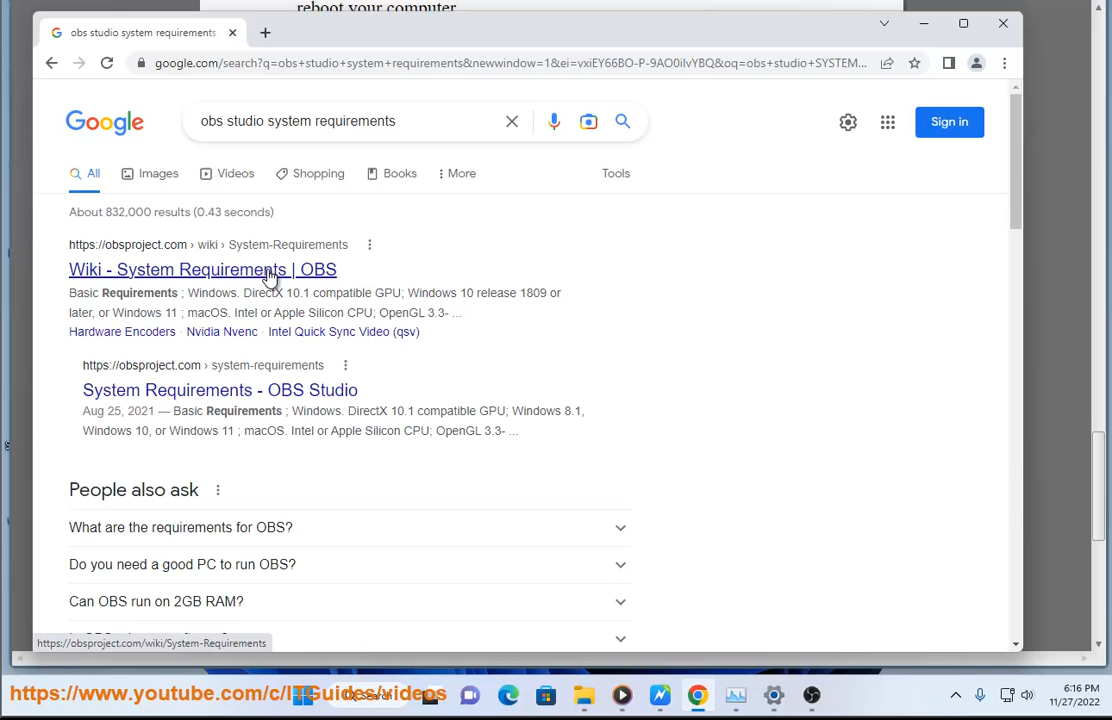 reboot your computer
obs studio system requirements
google.com/search?q=obs+studio+system+requirements&newwindow=1&ei=vxiEY66BO-P-9AO0iIvYBQ&oq=obs+studio+SYSTEM...
Google
obs studio system requirements
Sign in
All Images Videos Shopping Books More Tools
About 832,000 results (0.43 seconds)
https://obsproject.com › wiki › System-Requirements
Wiki - System Requirements | OBS
Basic Requirements ; Windows. DirectX 10.1 compatible GPU; Windows 10 release 1809 or
later, or Windows 11 ; macOS. Intel or Apple Silicon CPU; OpenGL 3.3- ...
Hardware Encoders · Nvidia Nvenc · Intel Quick Sync Video (qsv)
https://obsproject.com › system-requirements
System Requirements - OBS Studio
Aug 25, 2021 — Basic Requirements ; Windows. DirectX 10.1 compatible GPU; Windows 8.1,
Windows 10, or Windows 11 ; macOS. Intel or Apple Silicon CPU; OpenGL 3.3- ...
People also ask
What are the requirements for OBS?
Do you need a good PC to run OBS?
Can OBS run on 2GB RAM?
https://obsproject.com/wiki/System-Requirements
https://www.youtube.com/c/ITGuides/videos
6:16 PM
11/27/2022